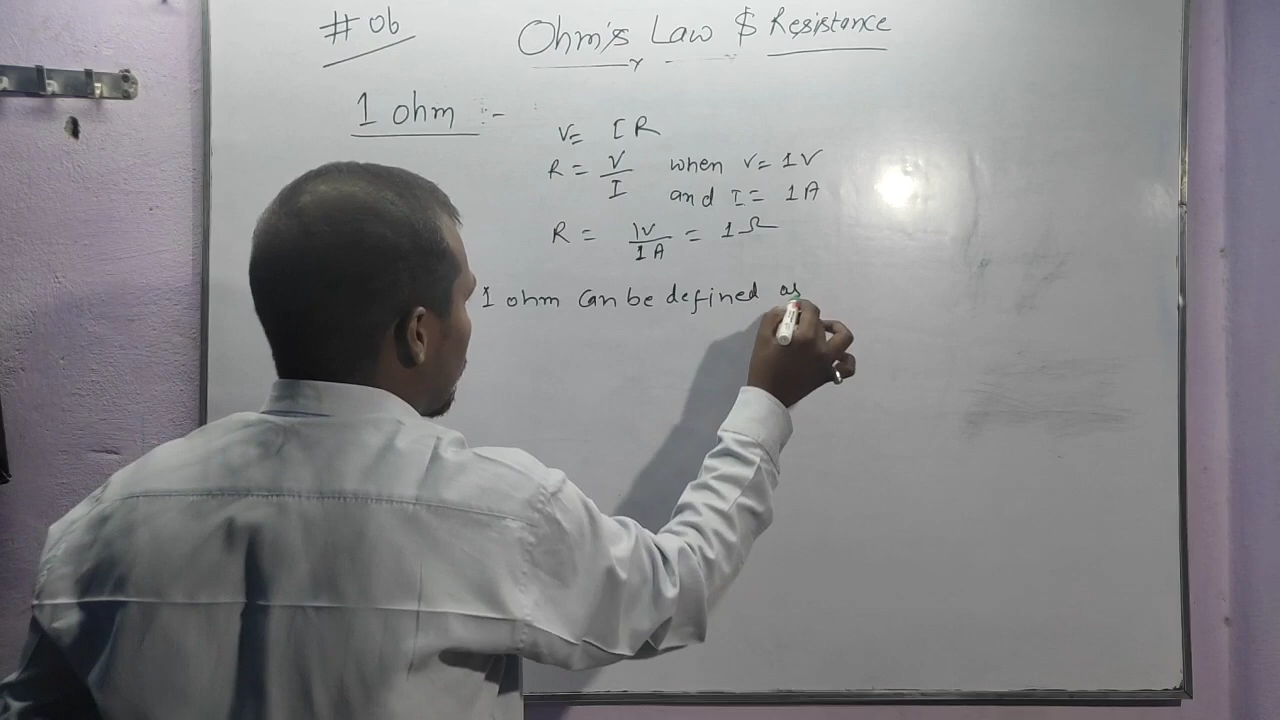 # 06
Ohm's Law $ Resistance
1 ohm :-
V= IR
R = V/I when V= 1V
and I= 1A
R = 1V/1A = 1Ω
1 ohm can be defined as